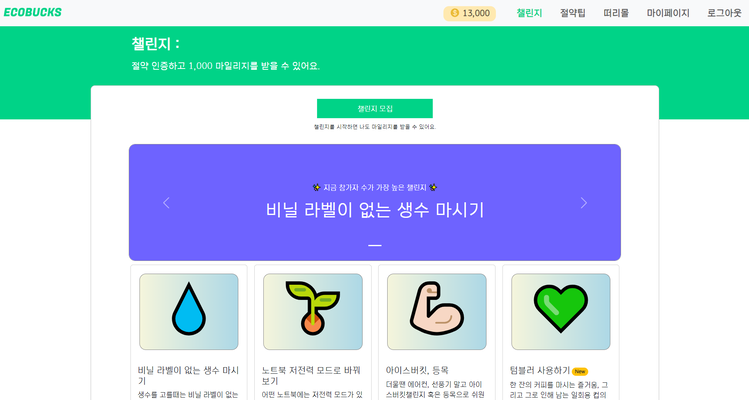 ECOBUCKS
13,000
챌린지
절약팁
떠리몰
마이페이지
로그아웃
챌린지 :
절약 인증하고 1,000 마일리지를 받을 수 있어요.
챌린지 모집
챌린지를 시작하면 나도 마일리지를 받을 수 있어요.
지금 참가자 수가 가장 높은 챌린지
비닐 라벨이 없는 생수 마시기
비닐 라벨이 없는 생수 마시
기
생수를 고를때는 비닐 라벨이 없는
노트북 저전력 모드로 바꿔
보기
어떤 노트북에는 저전력 모드가 있
아이스버킷, 등목
더울땐 에어컨, 선풍기 말고 아이
스버킷챌린지 혹은 등목으로 쉬원
텀블러 사용하기 New
한 잔의 커피를 마시는 즐거움, 그
리고 그로 인해 남는 일회용 컵의